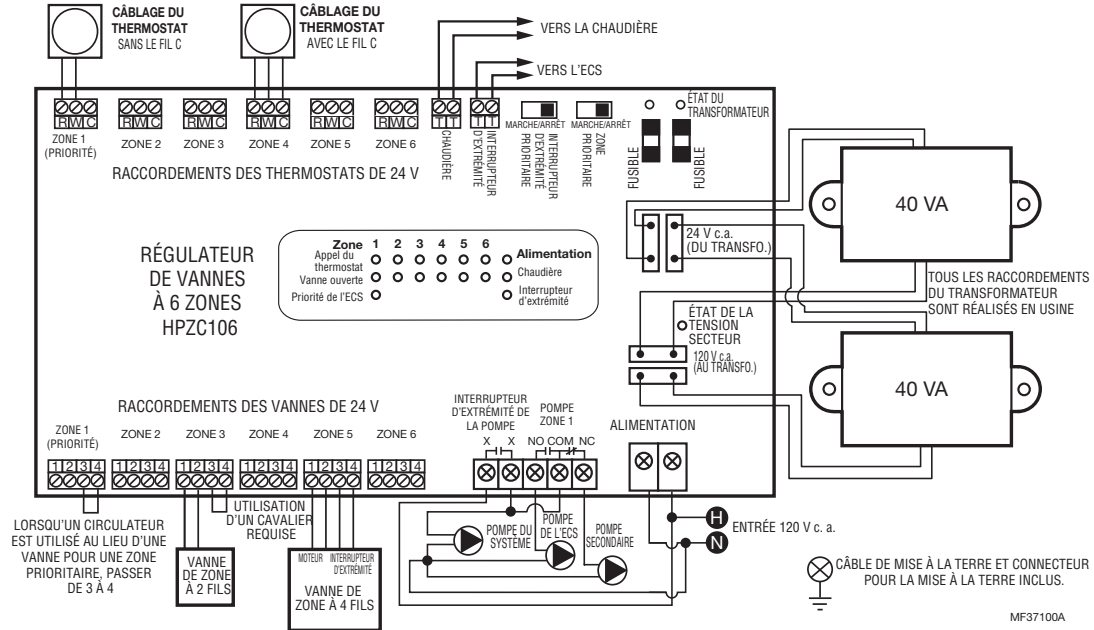 CÂBLAGE DU
THERMOSTAT
SANS LE FIL C
CÂBLAGE DU
THERMOSTAT
AVEC LE FIL C
VERS LA CHAUDIÈRE
VERS L'ECS
R W C
R W C
R W C
R W C
R W C
R W C
T T
T T
ZONE 1
(PRIORITÉ)
ZONE 2
ZONE 3
ZONE 4
ZONE 5
ZONE 6
CHAUDIÈRE
INTERRUPTEUR
D'EXTRÉMITÉ
MARCHE/ARRÊT
INTERRUPTEUR
D'EXTRÉMITÉ
PRIORITAIRE
MARCHE/ARRÊT
ZONE
PRIORITAIRE
ÉTAT DU
TRANSFORMATEUR
FUSIBLE
FUSIBLE
RACCORDEMENTS DES THERMOSTATS DE 24 V
40 VA
24 V c.a.
(DU TRANSFO.)
RÉGULATEUR
DE VANNES
À 6 ZONES
HPZC106
Zone 1 2 3 4 5 6
Appel du
thermostat
Vanne ouverte
Priorité de l'ECS
Alimentation
Chaudière
Interrupteur
d'extrémité
TOUS LES RACCORDEMENTS
DU TRANSFORMATEUR
SONT RÉALISÉS EN USINE
ÉTAT DE LA
TENSION
SECTEUR
120 V c.a.
(AU TRANSFO.)
40 VA
RACCORDEMENTS DES VANNES DE 24 V
ZONE 1
(PRIORITÉ)
ZONE 2
ZONE 3
ZONE 4
ZONE 5
ZONE 6
1 2 3 4
1 2 3 4
1 2 3 4
1 2 3 4
1 2 3 4
1 2 3 4
INTERRUPTEUR
D'EXTRÉMITÉ DE
LA POMPE
X X
POMPE
ZONE 1
NO COM NC
ALIMENTATION
LORSQU'UN CIRCULATEUR
EST UTILISÉ AU LIEU D'UNE
VANNE POUR UNE ZONE
PRIORITAIRE, PASSER
DE 3 À 4
VANNE
DE ZONE
À 2 FILS
UTILISATION
D'UN CAVALIER
REQUISE
MOTEUR
INTERRUPTEUR
D'EXTRÉMITÉ
VANNE DE
ZONE À 4 FILS
POMPE DU
SYSTÈME
POMPE
DE L'ECS
POMPE
SECONDAIRE
H
N
ENTRÉE 120 V c. a.
CÂBLE DE MISE À LA TERRE ET CONNECTEUR
POUR LA MISE À LA TERRE INCLUS.
MF37100A